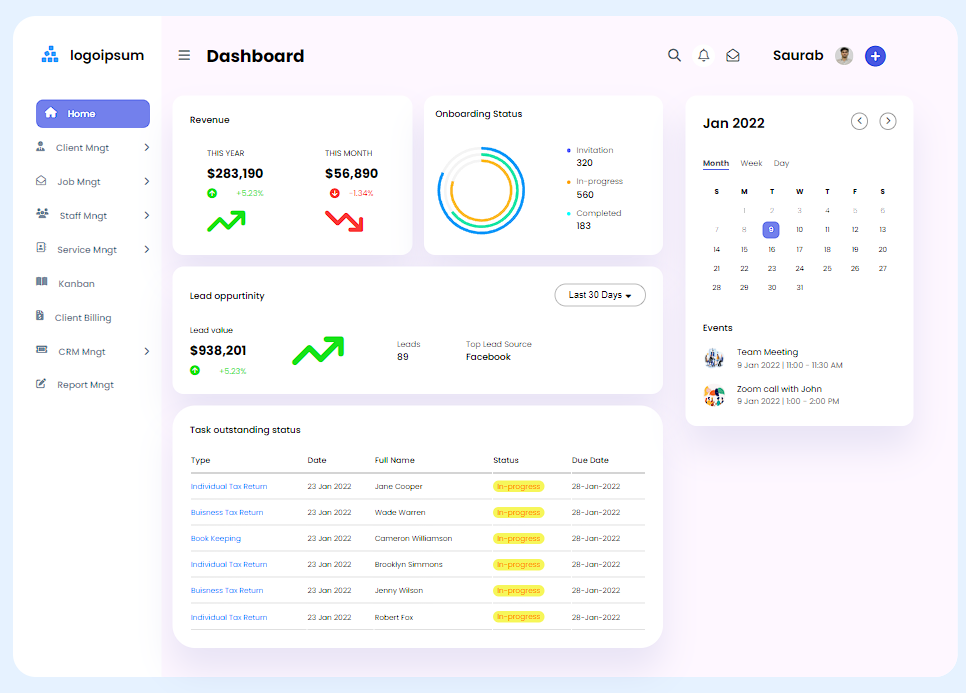 logoipsum
Dashboard
Saurab
Home
Client Mngt
Job Mngt
Staff Mngt
Service Mngt
Kanban
Client Billing
CRM Mngt
Report Mngt
Revenue
THIS YEAR
$283,190
+5.23%
THIS MONTH
$56,890
-1.34%
Onboarding Status
Invitation
320
In-progress
560
Completed
183
Lead oppurtinity
Last 30 Days
Lead value
$938,201
+5.23%
Leads
89
Top Lead Source
Facebook
Task outstanding status
Type Date Full Name Status Due Date
Individual Tax Return 23 Jan 2022 Jane Cooper In-progress 28-Jan-2022
Buisness Tax Return 23 Jan 2022 Wade Warren In-progress 28-Jan-2022
Book Keeping 23 Jan 2022 Cameron Williamson In-progress 28-Jan-2022
Individual Tax Return 23 Jan 2022 Brooklyn Simmons In-progress 28-Jan-2022
Buisness Tax Return 23 Jan 2022 Jenny Wilson In-progress 28-Jan-2022
Individual Tax Return 23 Jan 2022 Robert Fox In-progress 28-Jan-2022
Jan 2022
Month Week Day
S M T W T F S
1 2 3 4 5 6
7 8 9 10 11 12 13
14 15 16 17 18 19 20
21 22 23 24 25 26 27
28 29 30 31
Events
Team Meeting
9 Jan 2022 | 11:00 - 11:30 AM
Zoom call with John
9 Jan 2022 | 1:00 - 2:00 PM